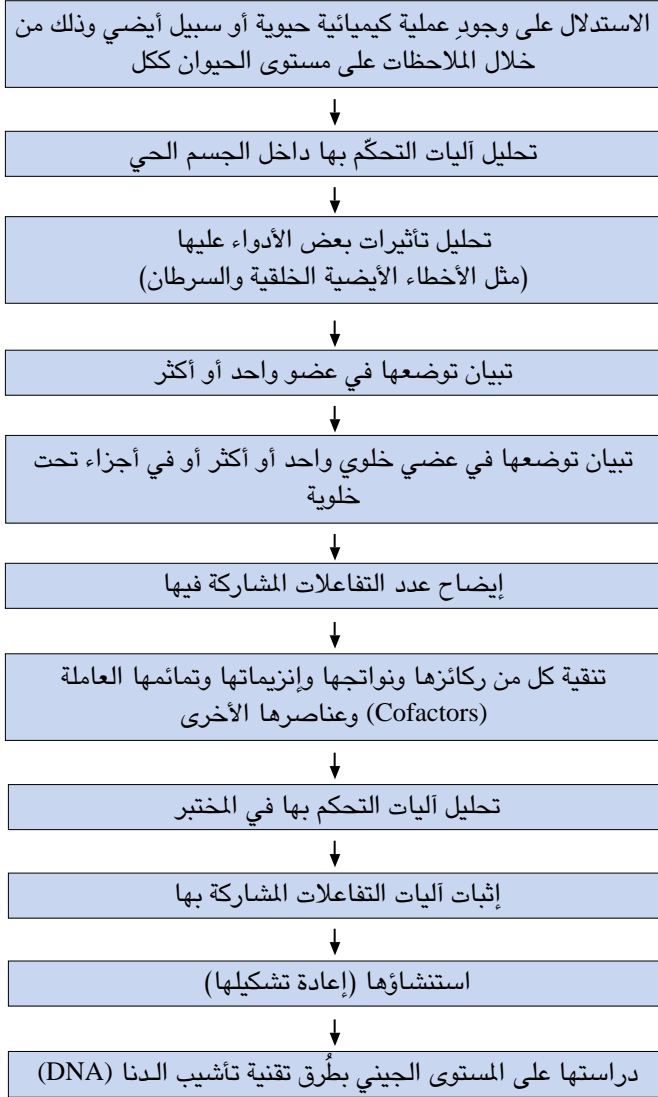 الاستدلال على وجودِ عملية كيميائية حيوية أو سبيل أيضي وذلك من
خلال الملاحظات على مستوى الحيوان ككل
تحليل آليات التحكّم بها داخل الجسم الحي
تحليل تأثيرات بعض الأدواء عليها
(مثل الأخطاء الأيضية الخلقية والسرطان)
تبيان توضعها في عضو واحد أو أكثر
تبيان توضعها في عضي خلوي واحد أو أكثر أو في أجزاء تحت
خلوية
إيضاح عدد التفاعلات المشاركة فيها
تنقية كل من ركائزها ونواتجها وإنزيماتها وتمائمها العاملة
(Cofactors) وعناصرها الأخرى
تحليل آليات التحكم بها في المختبر
إثبات آليات التفاعلات المشاركة بها
استنشاؤها (إعادة تشكيلها)
دراستها على المستوى الجيني بطُرق تقنية تأشيب الـدنا (DNA)